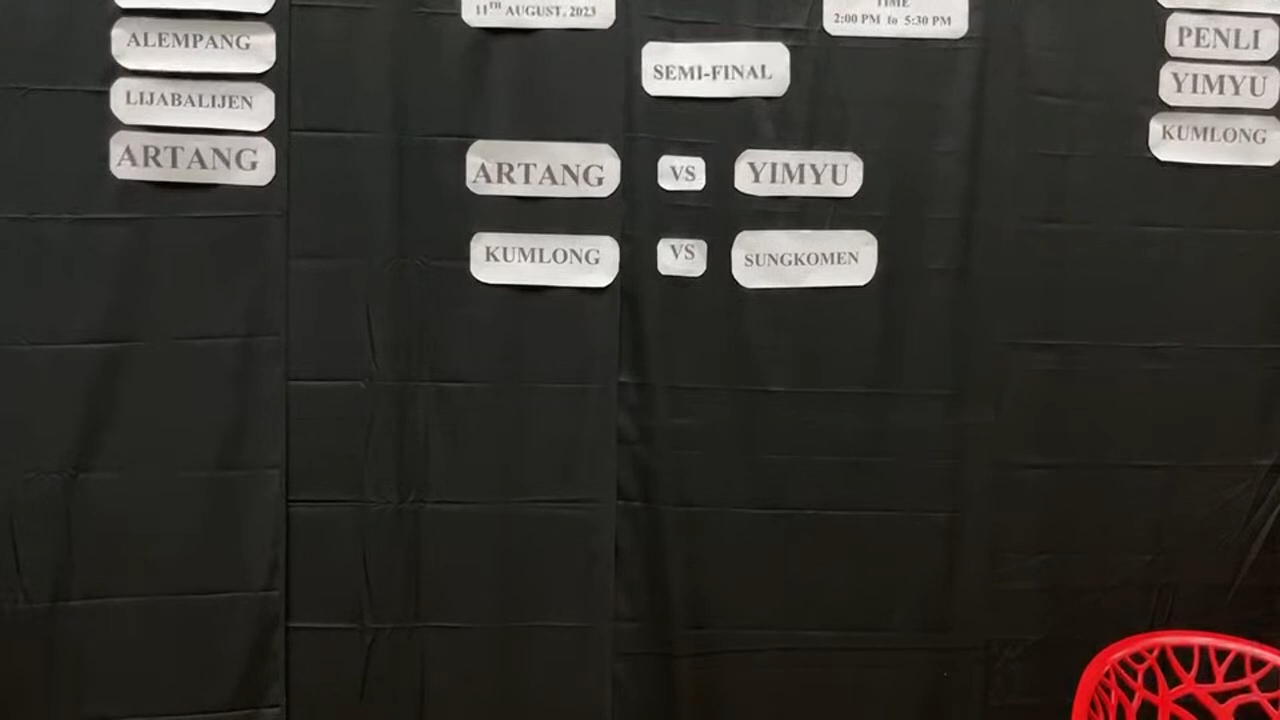 ALEMPANG
LIJABALIJEN
ARTANG
11TH AUGUST, 2023
TIME
2:00 PM to 5:30 PM
SEMI-FINAL
ARTANG VS YIMYU
KUMLONG VS SUNGKOMEN
PENLI
YIMYU
KUMLONG